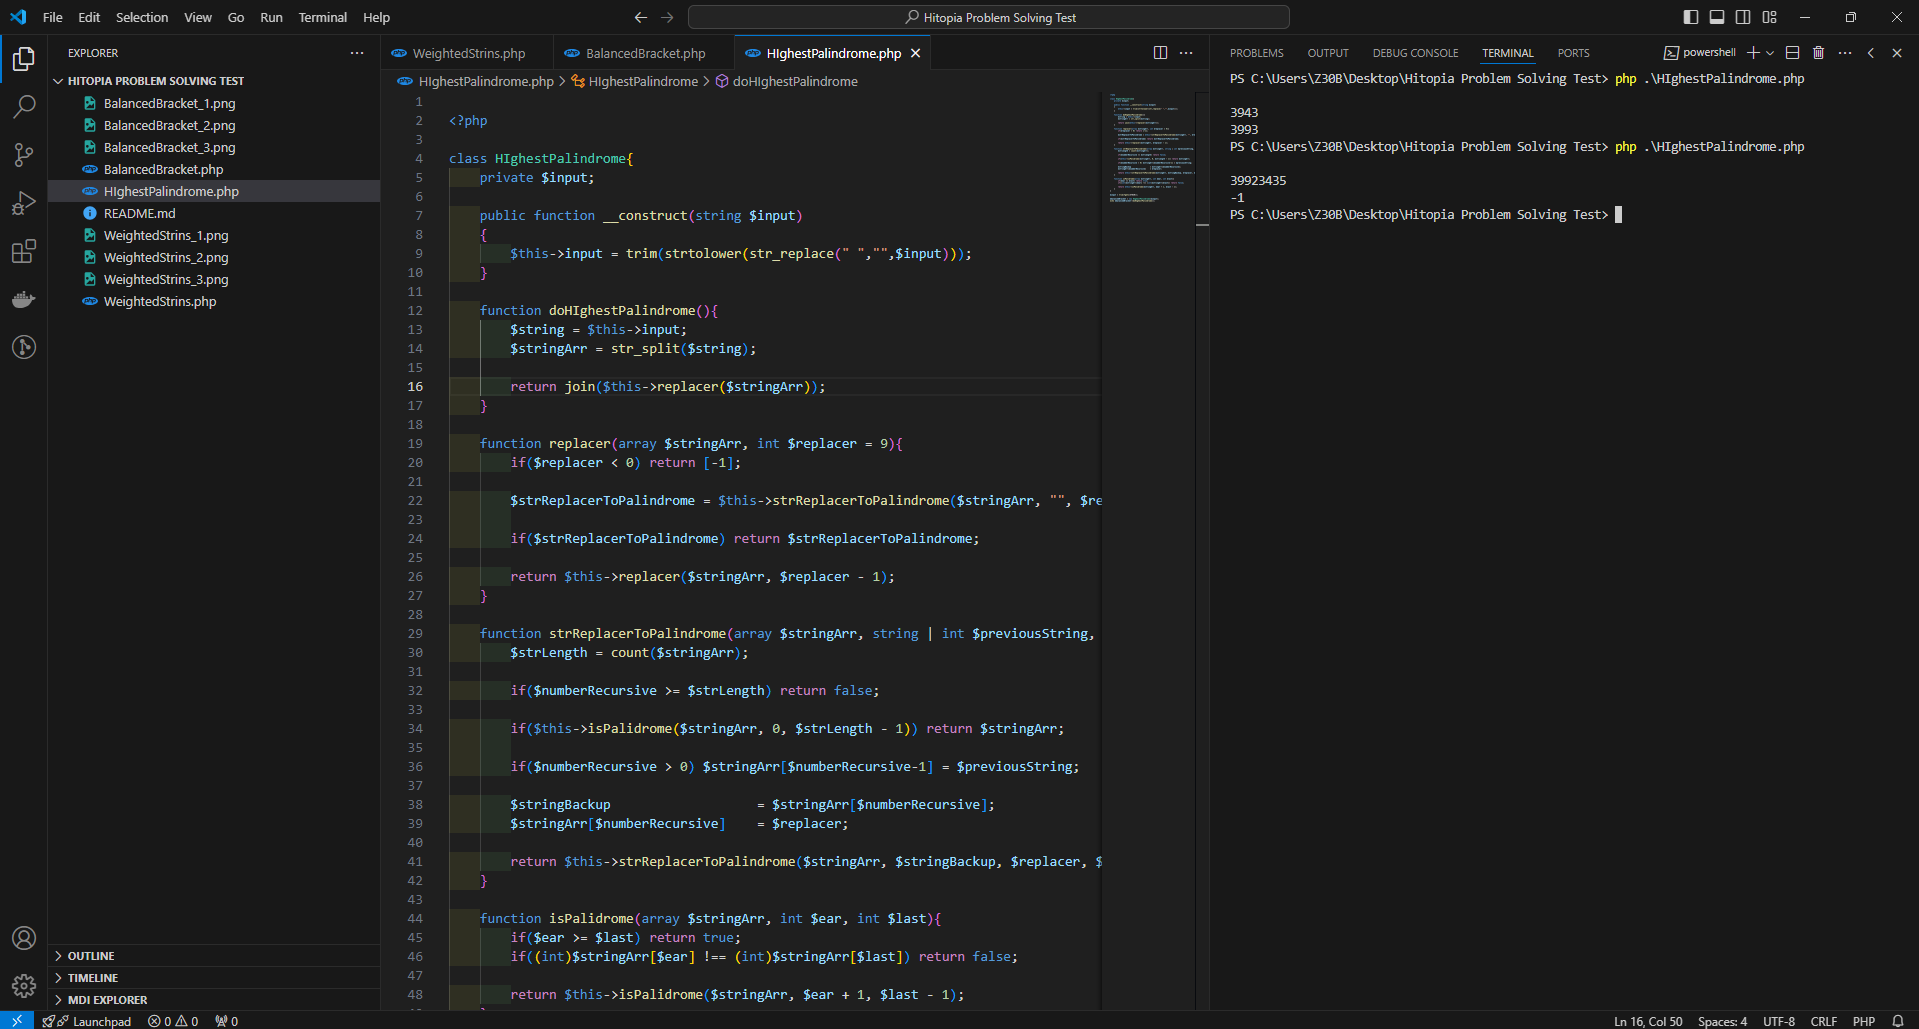 File Edit Selection View Go Run Terminal Help
Hitopia Problem Solving Test
EXPLORER
HITOPIA PROBLEM SOLVING TEST
BalancedBracket_1.png
BalancedBracket_2.png
BalancedBracket_3.png
BalancedBracket.php
HIghestPalindrome.php
README.md
WeightedStrins_1.png
WeightedStrins_2.png
WeightedStrins_3.png
WeightedStrins.php
OUTLINE
TIMELINE
MDI EXPLORER
WeightedStrins.php BalancedBracket.php HIghestPalindrome.php
HIghestPalindrome.php > HIghestPalindrome > doHIghestPalindrome
1
2 <?php
3
4 class HIghestPalindrome{
5 private $input;
6
7 public function __construct(string $input)
8 {
9 $this->input = trim(strtolower(str_replace(" ","",$input)));
10 }
11
12 function doHIghestPalindrome(){
13 $string = $this->input;
14 $stringArr = str_split($string);
15
16 return join($this->replacer($stringArr));
17 }
18
19 function replacer(array $stringArr, int $replacer = 9){
20 if($replacer < 0) return [-1];
21
22 $strReplacerToPalindrome = $this->strReplacerToPalindrome($stringArr, "", $re
23
24 if($strReplacerToPalindrome) return $strReplacerToPalindrome;
25
26 return $this->replacer($stringArr, $replacer - 1);
27 }
28
29 function strReplacerToPalindrome(array $stringArr, string | int $previousString,
30 $strLength = count($stringArr);
31
32 if($numberRecursive >= $strLength) return false;
33
34 if($this->isPalidrome($stringArr, 0, $strLength - 1)) return $stringArr;
35
36 if($numberRecursive > 0) $stringArr[$numberRecursive-1] = $previousString;
37
38 $stringBackup = $stringArr[$numberRecursive];
39 $stringArr[$numberRecursive] = $replacer;
40
41 return $this->strReplacerToPalindrome($stringArr, $stringBackup, $replacer, $
42 }
43
44 function isPalidrome(array $stringArr, int $ear, int $last){
45 if($ear >= $last) return true;
46 if((int)$stringArr[$ear] !== (int)$stringArr[$last]) return false;
47
48 return $this->isPalidrome($stringArr, $ear + 1, $last - 1);
PROBLEMS OUTPUT DEBUG CONSOLE TERMINAL PORTS powershell
PS C:\Users\Z30B\Desktop\Hitopia Problem Solving Test> php .\HIghestPalindrome.php
3943
3993
PS C:\Users\Z30B\Desktop\Hitopia Problem Solving Test> php .\HIghestPalindrome.php
39923435
-1
PS C:\Users\Z30B\Desktop\Hitopia Problem Solving Test>
Launchpad 0 0 0 Ln 16, Col 50 Spaces: 4 UTF-8 CRLF PHP